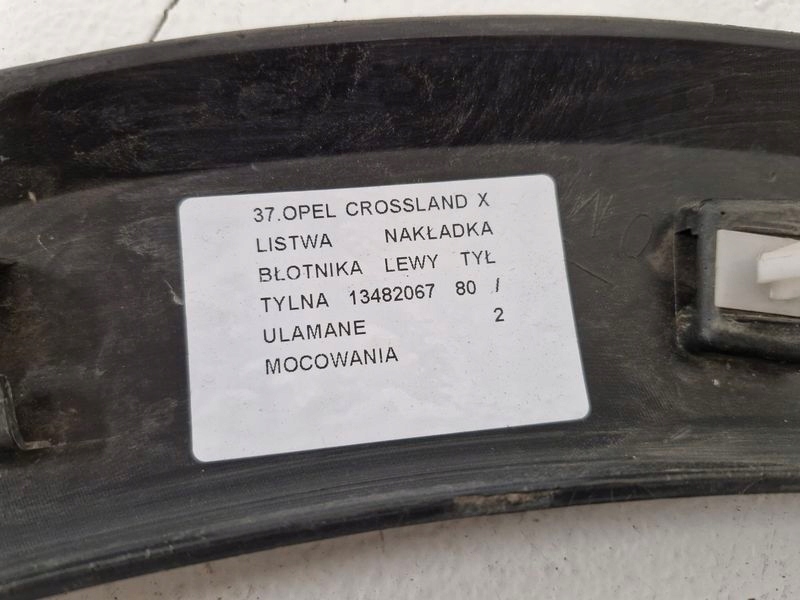 37.OPEL CROSSLAND X
LISTWA NAKŁADKA
BŁOTNIKA LEWY TYŁ
TYLNA 13482067 80 /
ULAMANE 2
MOCOWANIA